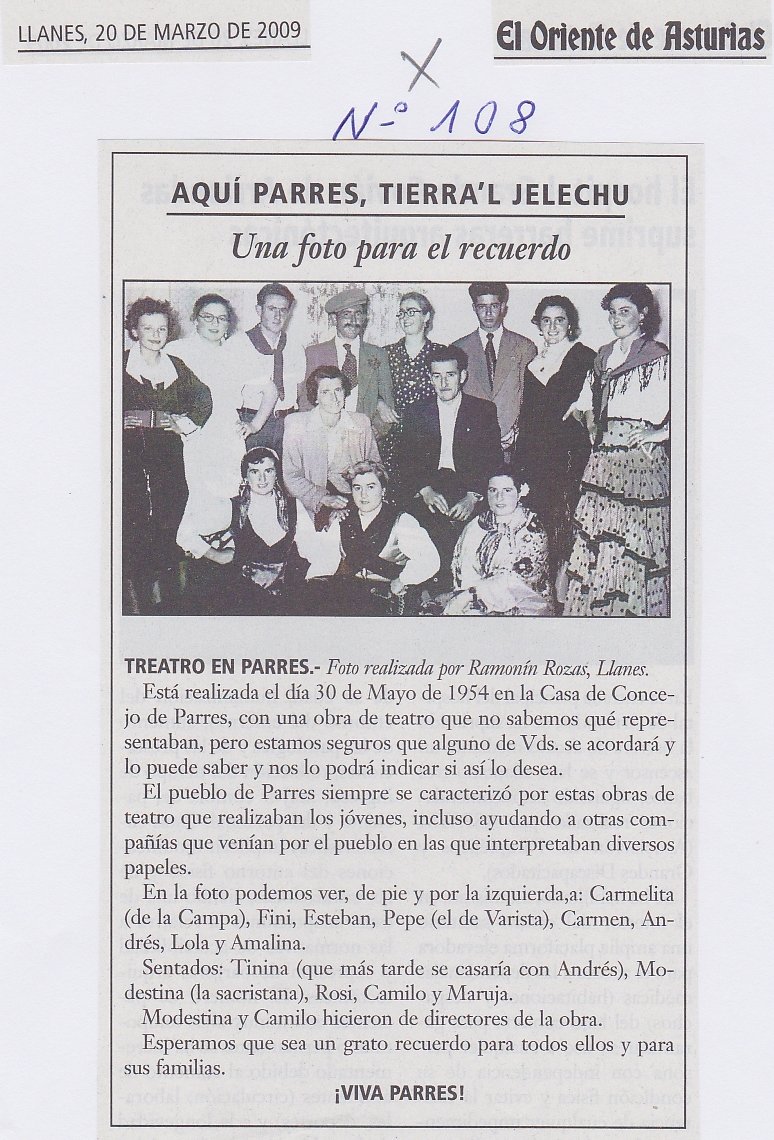 LLANES, 20 DE MARZO DE 2009
El Oriente de Asturias
X
Nº 108
AQUÍ PARRES, TIERRA'L JELECHU
Una foto para el recuerdo
TREATRO EN PARRES.- Foto realizada por Ramonín Rozas, Llanes.
Está realizada el día 30 de Mayo de 1954 en la Casa de Conce-
jo de Parres, con una obra de teatro que no sabemos qué repre-
sentaban, pero estamos seguros que alguno de Vds. se acordará y
lo puede saber y nos lo podrá indicar si así lo desea.
El pueblo de Parres siempre se caracterizó por estas obras de
teatro que realizaban los jóvenes, incluso ayudando a otras com-
pañías que venían por el pueblo en las que interpretaban diversos
papeles.
En la foto podemos ver, de pie y por la izquierda,a: Carmelita
(de la Campa), Fini, Esteban, Pepe (el de Varista), Carmen, An-
drés, Lola y Amalina.
Sentados: Tinina (que más tarde se casaría con Andrés), Mo-
destina (la sacristana), Rosi, Camilo y Maruja.
Modestina y Camilo hicieron de directores de la obra.
Esperamos que sea un grato recuerdo para todos ellos y para
sus familias.
¡VIVA PARRES!